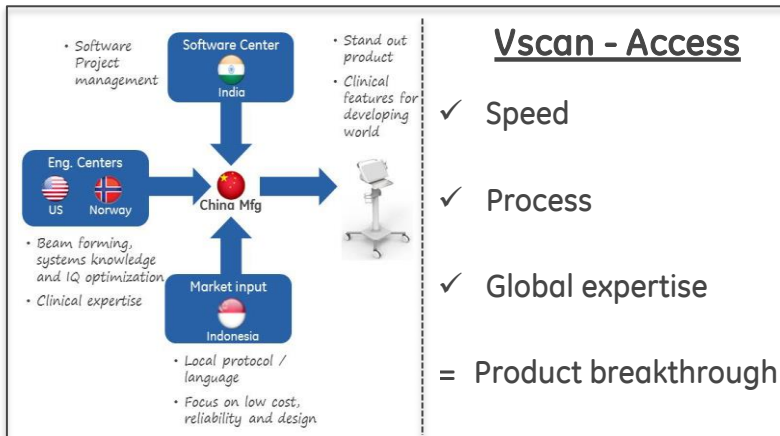 • Software
Project
management
Software Center
India
• Stand out
product
• Clinical
features for
developing
world
Eng. Centers
US
Norway
China Mfg
• Beam forming,
systems knowledge
and IQ optimization
• Clinical expertise
Market input
Indonesia
• Local protocol /
language
• Focus on low cost,
reliability and design
Vscan - Access
✓ Speed
✓ Process
✓ Global expertise
= Product breakthrough